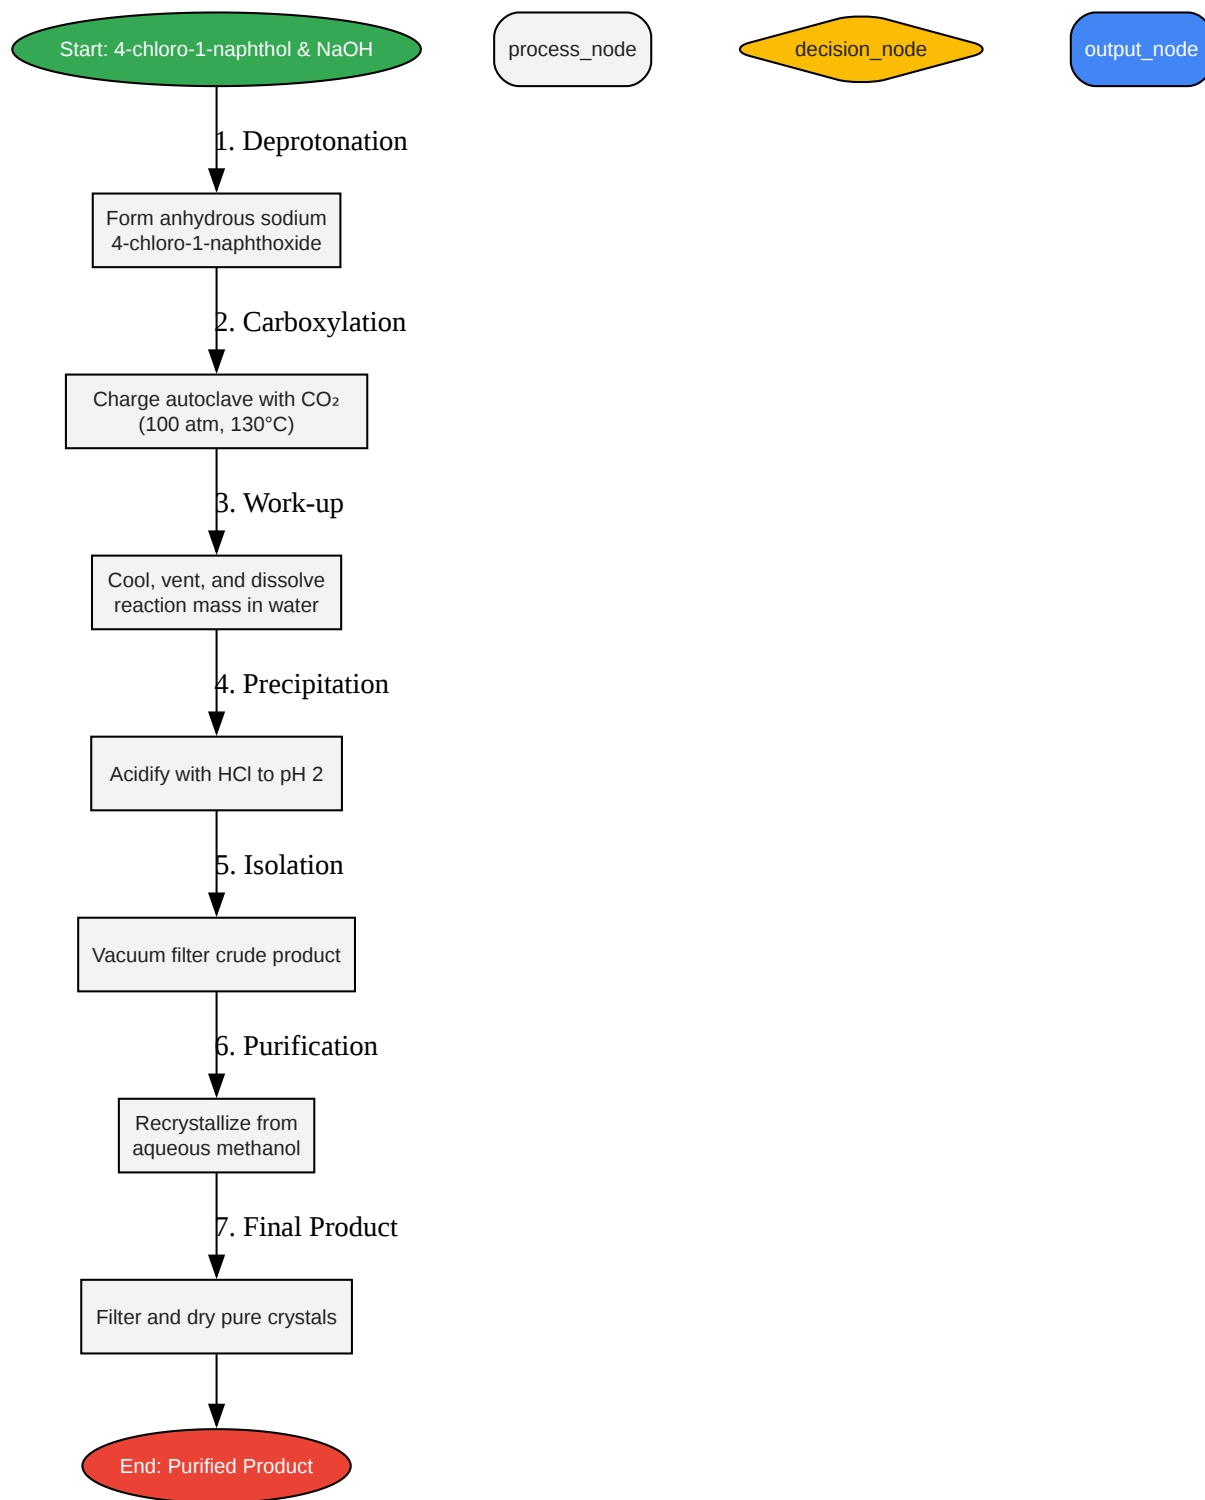 Start: 4-chloro-1-naphthol & NaOH
process_node
decision_node
output_node
1. Deprotonation
Form anhydrous sodium
4-chloro-1-naphthoxide
2. Carboxylation
Charge autoclave with CO₂
(100 atm, 130°C)
3. Work-up
Cool, vent, and dissolve
reaction mass in water
4. Precipitation
Acidify with HCl to pH 2
5. Isolation
Vacuum filter crude product
6. Purification
Recrystallize from
aqueous methanol
7. Final Product
Filter and dry pure crystals
End: Purified Product